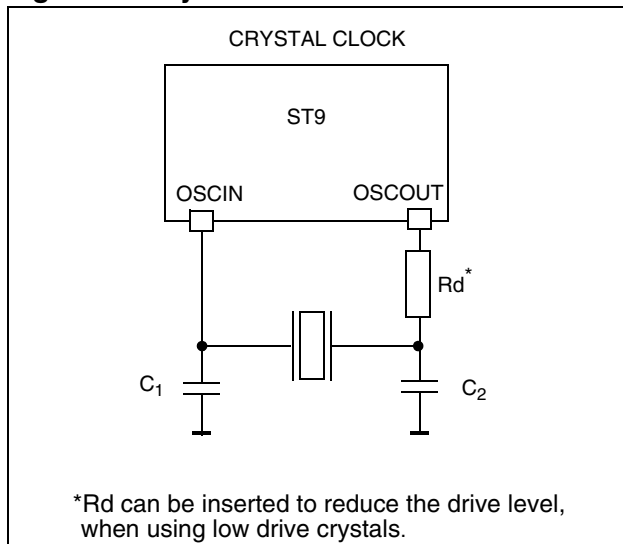 CRYSTAL CLOCK
ST9
OSCIN
OSCOUT
Rd*
C1
C2
*Rd can be inserted to reduce the drive level,
when using low drive crystals.